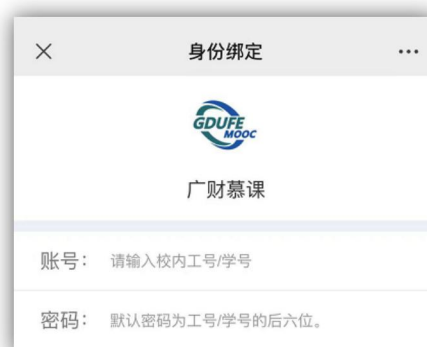 身份绑定
GDUFE
MOOC
广财慕课
账号： 请输入校内工号/学号
密码： 默认密码为工号/学号的后六位。